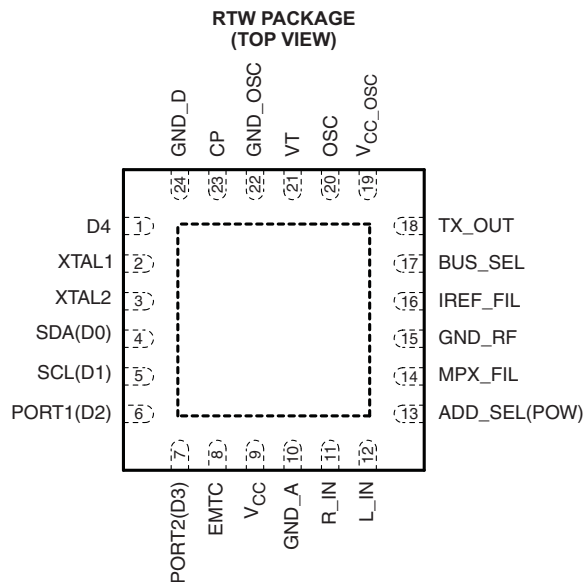 RTW PACKAGE
(TOP VIEW)
GND_D
CP
GND_OSC
VT
OSC
VCC_OSC
24
23
22
21
20
19
D4 1
XTAL1 2
XTAL2 3
SDA(D0) 4
SCL(D1) 5
PORT1(D2) 6
18 TX_OUT
17 BUS_SEL
16 IREF_FIL
15 GND_RF
14 MPX_FIL
13 ADD_SEL(POW)
7
8
9
10
11
12
PORT2(D3)
EMTC
VCC
GND_A
R_IN
L_IN